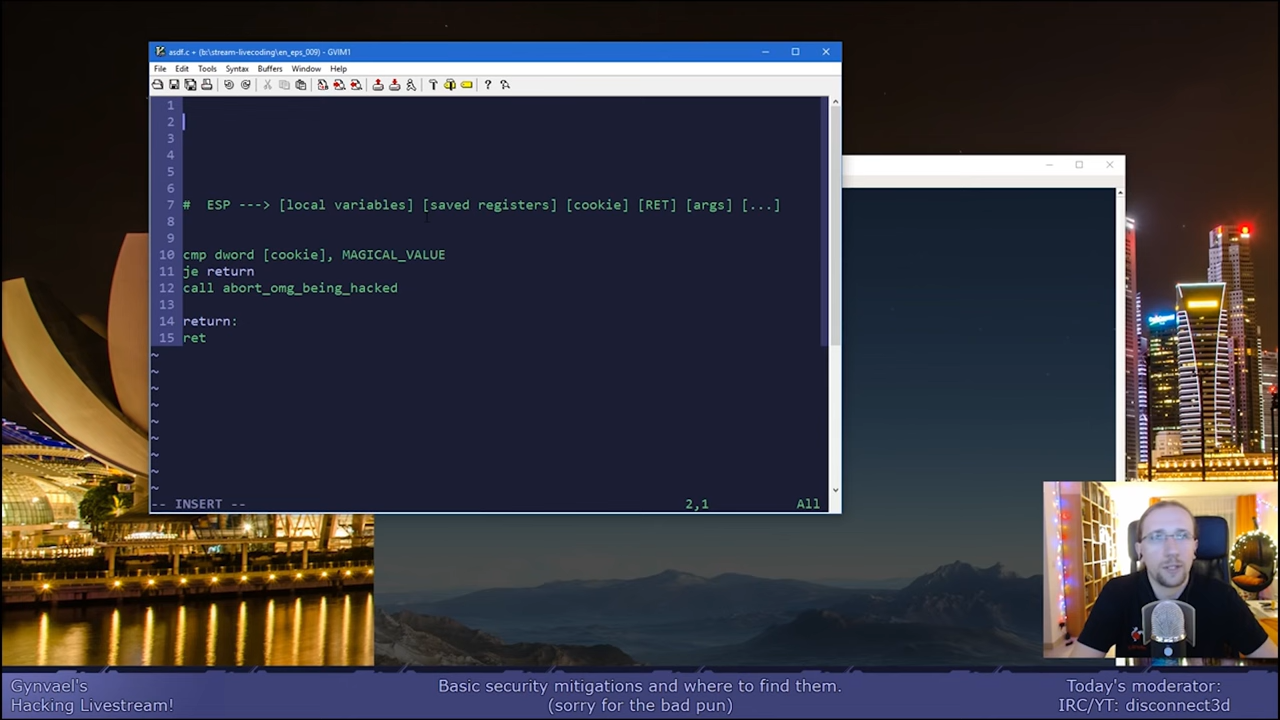 asdf.c + (b:\stream-livecoding\en_eps_009) - GVIM1
File Edit Tools Syntax Buffers Window Help
1
2
3
4
5
6
7 # ESP ---> [local variables] [saved registers] [cookie] [RET] [args] [...]
8
9
10 cmp dword [cookie], MAGICAL_VALUE
11 je return
12 call abort_omg_being_hacked
13
14 return:
15 ret
~
~
~
~
~
~
~
~
~
-- INSERT -- 2,1 All
Gynvael's
Hacking Livestream!
Basic security mitigations and where to find them.
(sorry for the bad pun)
Today's moderator:
IRC/YT: disconnect3d